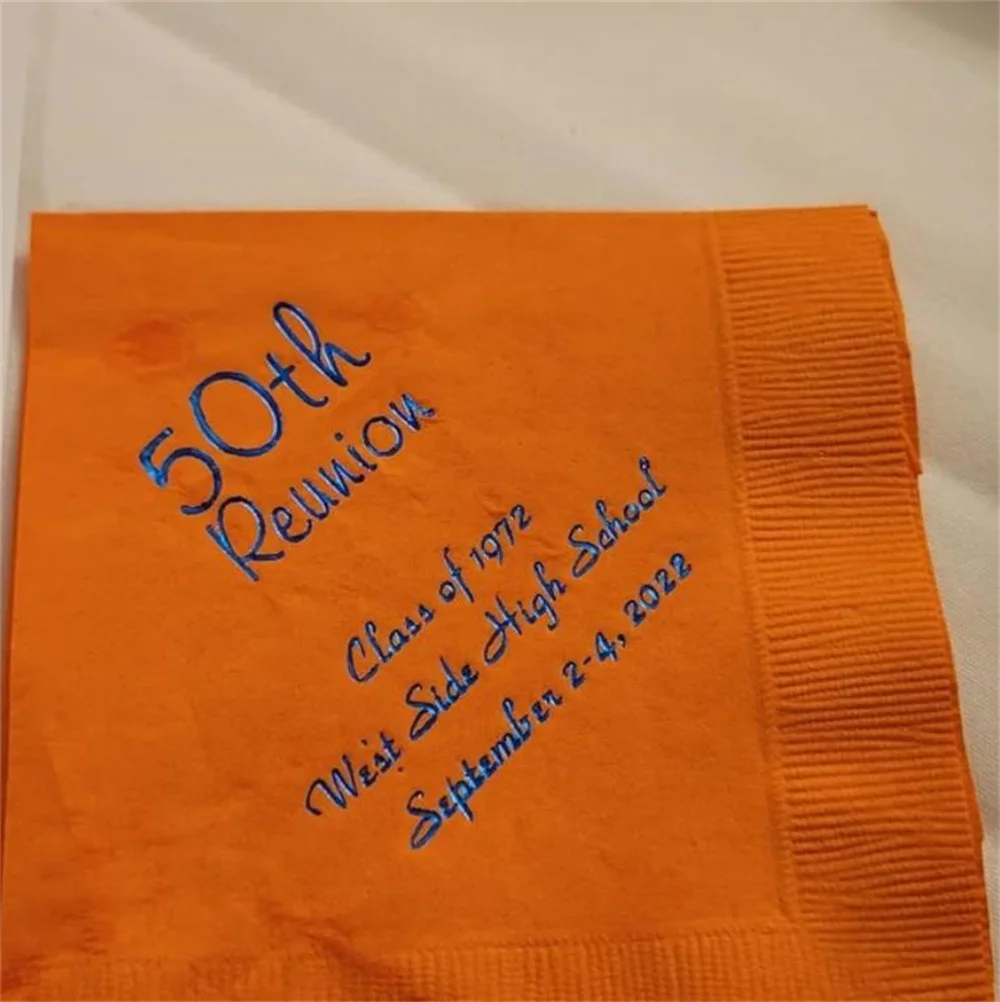 50th
Reunion
Class of 1972
West Side High School
September 2-4, 2022